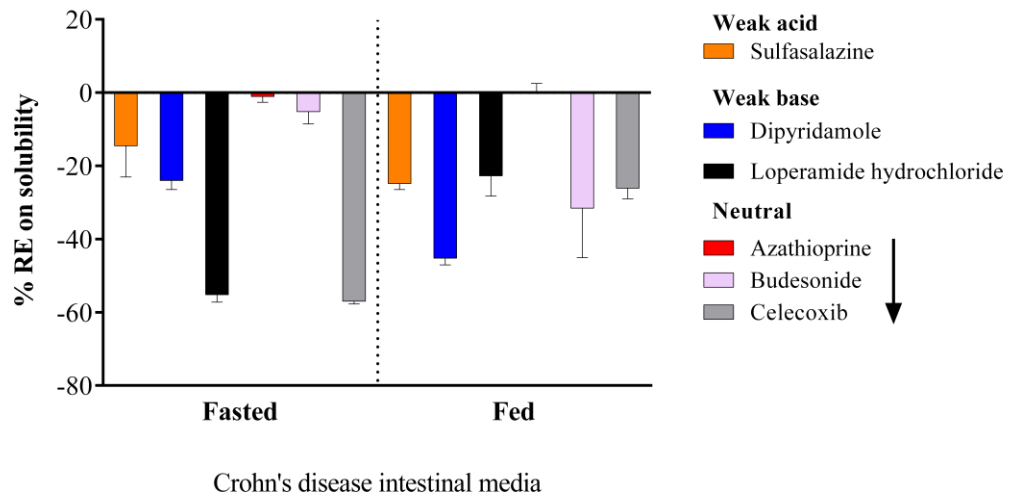 % RE on solubility
20
0
-20
-40
-60
-80
Fasted
Fed
Crohn's disease intestinal media
Weak acid
Sulfasalazine
Weak base
Dipyridamole
Loperamide hydrochloride
Neutral
Azathioprine
Budesonide
Celecoxib